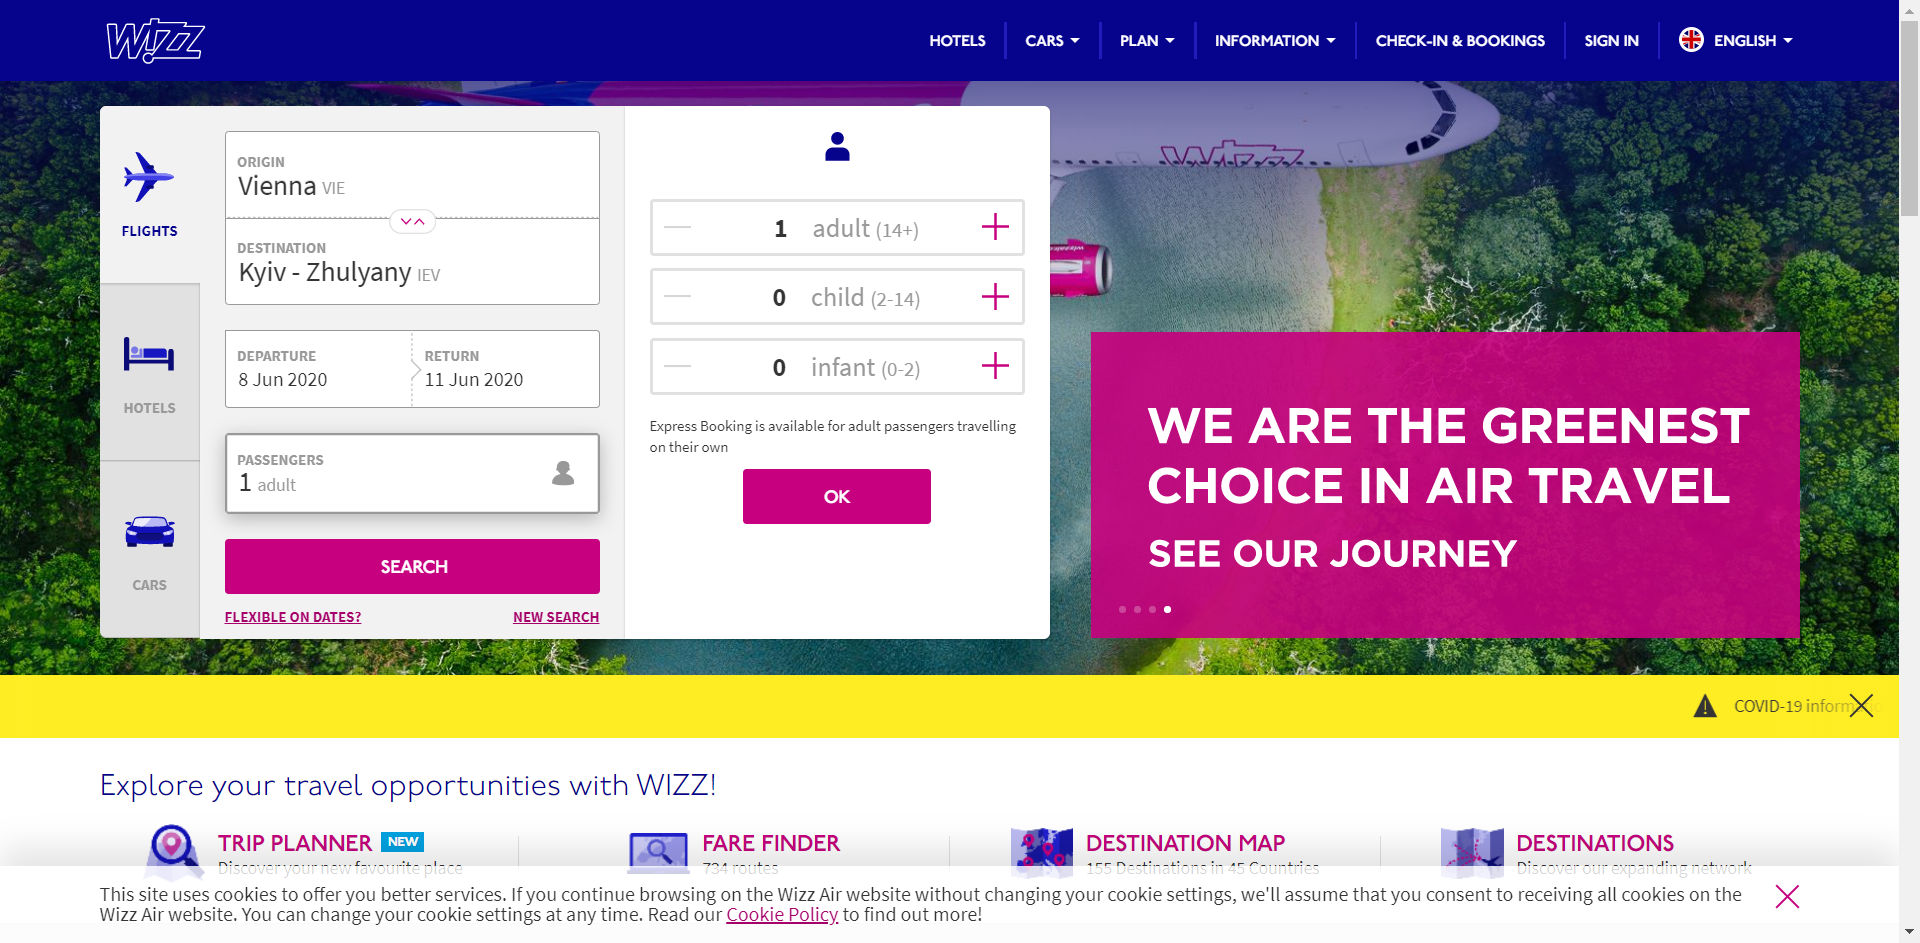 WIZZ
HOTELS
CARS
PLAN
INFORMATION
CHECK-IN & BOOKINGS
SIGN IN
ENGLISH
FLIGHTS
HOTELS
CARS
ORIGIN
Vienna VIE
DESTINATION
Kyiv - Zhulyany IEV
DEPARTURE
8 Jun 2020
RETURN
11 Jun 2020
PASSENGERS
1 adult
SEARCH
FLEXIBLE ON DATES?
NEW SEARCH
1 adult (14+)
0 child (2-14)
0 infant (0-2)
Express Booking is available for adult passengers travelling
on their own
OK
WIZZ
WE ARE THE GREENEST
CHOICE IN AIR TRAVEL
SEE OUR JOURNEY
COVID-19
Explore your travel opportunities with WIZZ!
TRIP PLANNER NEW
Discover your new favourite place
FARE FINDER
734 routes
DESTINATION MAP
155 Destinations in 45 Countries
DESTINATIONS
Discover our expanding network
This site uses cookies to offer you better services. If you continue browsing on the Wizz Air website without changing your cookie settings, we'll assume that you consent to receiving all cookies on the
Wizz Air website. You can change your cookie settings at any time. Read our Cookie Policy to find out more!